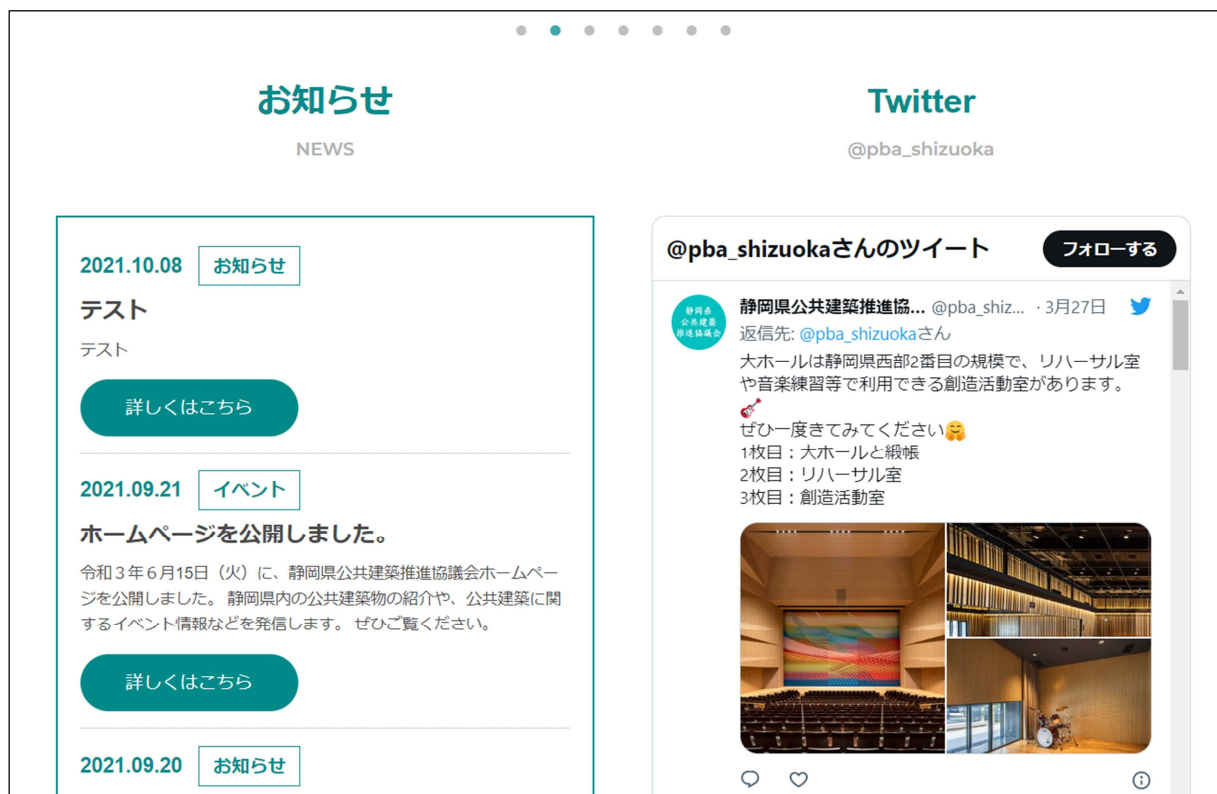 お知らせ
NEWS
2021.10.08 お知らせ
テスト
テスト
詳しくはこちら
2021.09.21 イベント
ホームページを公開しました。
令和３年６月15日（火）に、静岡県公共建築推進協議会ホームペー
ジを公開しました。 静岡県内の公共建築物の紹介や、公共建築に関
するイベント情報などを発信します。 ぜひご覧ください。
詳しくはこちら
2021.09.20 お知らせ
Twitter
@pba_shizuoka
@pba_shizuokaさんのツイート フォローする
静岡県
公共建築
推進協議会
静岡県公共建築推進協... @pba_shiz... · 3月27日
返信先: @pba_shizuokaさん
大ホールは静岡県西部2番目の規模で、リハーサル室
や音楽練習等で利用できる創造活動室があります。
🎸
ぜひ一度きてみてください🤗
1枚目：大ホールと緞帳
2枚目：リハーサル室
3枚目：創造活動室